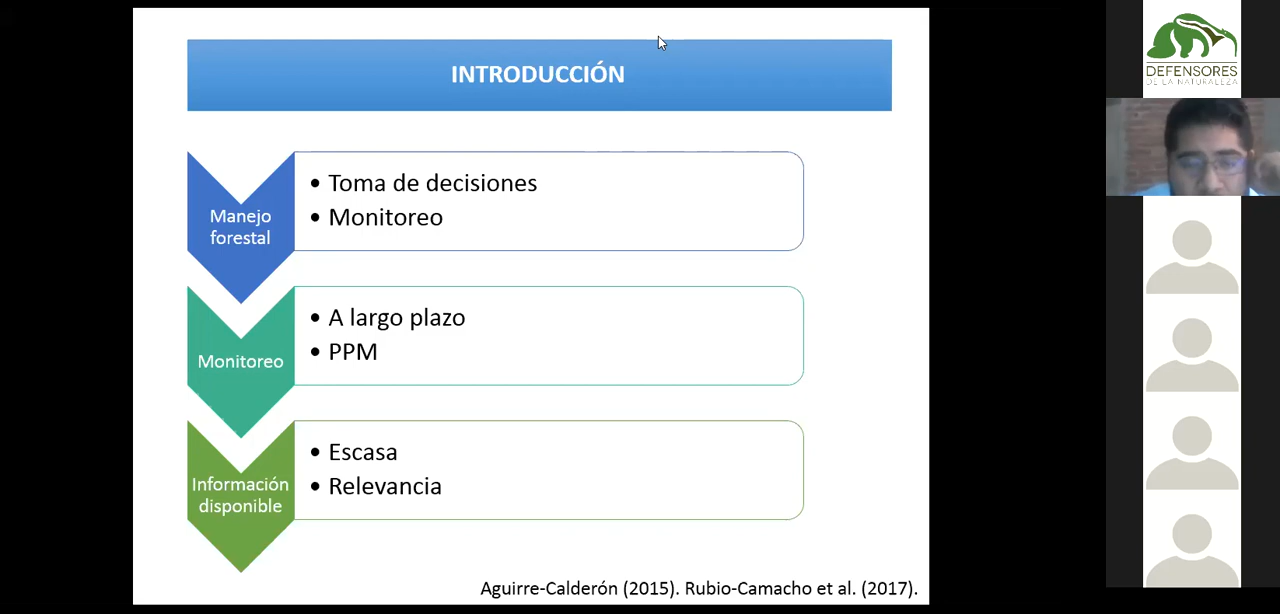 INTRODUCCIÓN
Manejo
forestal
• Toma de decisiones
• Monitoreo
Monitoreo
• A largo plazo
• PPM
Información
disponible
• Escasa
• Relevancia
Aguirre-Calderón (2015). Rubio-Camacho et al. (2017).
DEFENSORES
DE LA NATURALEZA